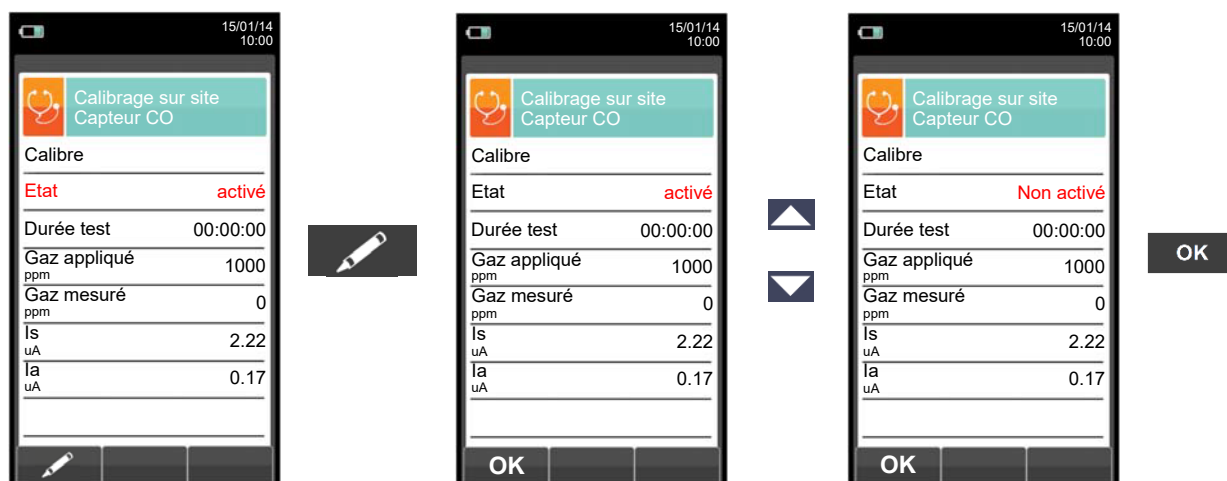 15/01/14
10:00
Calibrage sur site
Capteur CO
Calibre
Etat activé
Durée test 00:00:00
Gaz appliqué 1000
ppm
Gaz mesuré 0
ppm
Is 2.22
uA
Ia 0.17
uA
15/01/14
10:00
Calibrage sur site
Capteur CO
Calibre
Etat activé
Durée test 00:00:00
Gaz appliqué 1000
ppm
Gaz mesuré 0
ppm
Is 2.22
uA
Ia 0.17
uA
OK
15/01/14
10:00
Calibrage sur site
Capteur CO
Calibre
Etat Non activé
Durée test 00:00:00
Gaz appliqué 1000
ppm
Gaz mesuré 0
ppm
Is 2.22
uA
Ia 0.17
uA
OK
OK